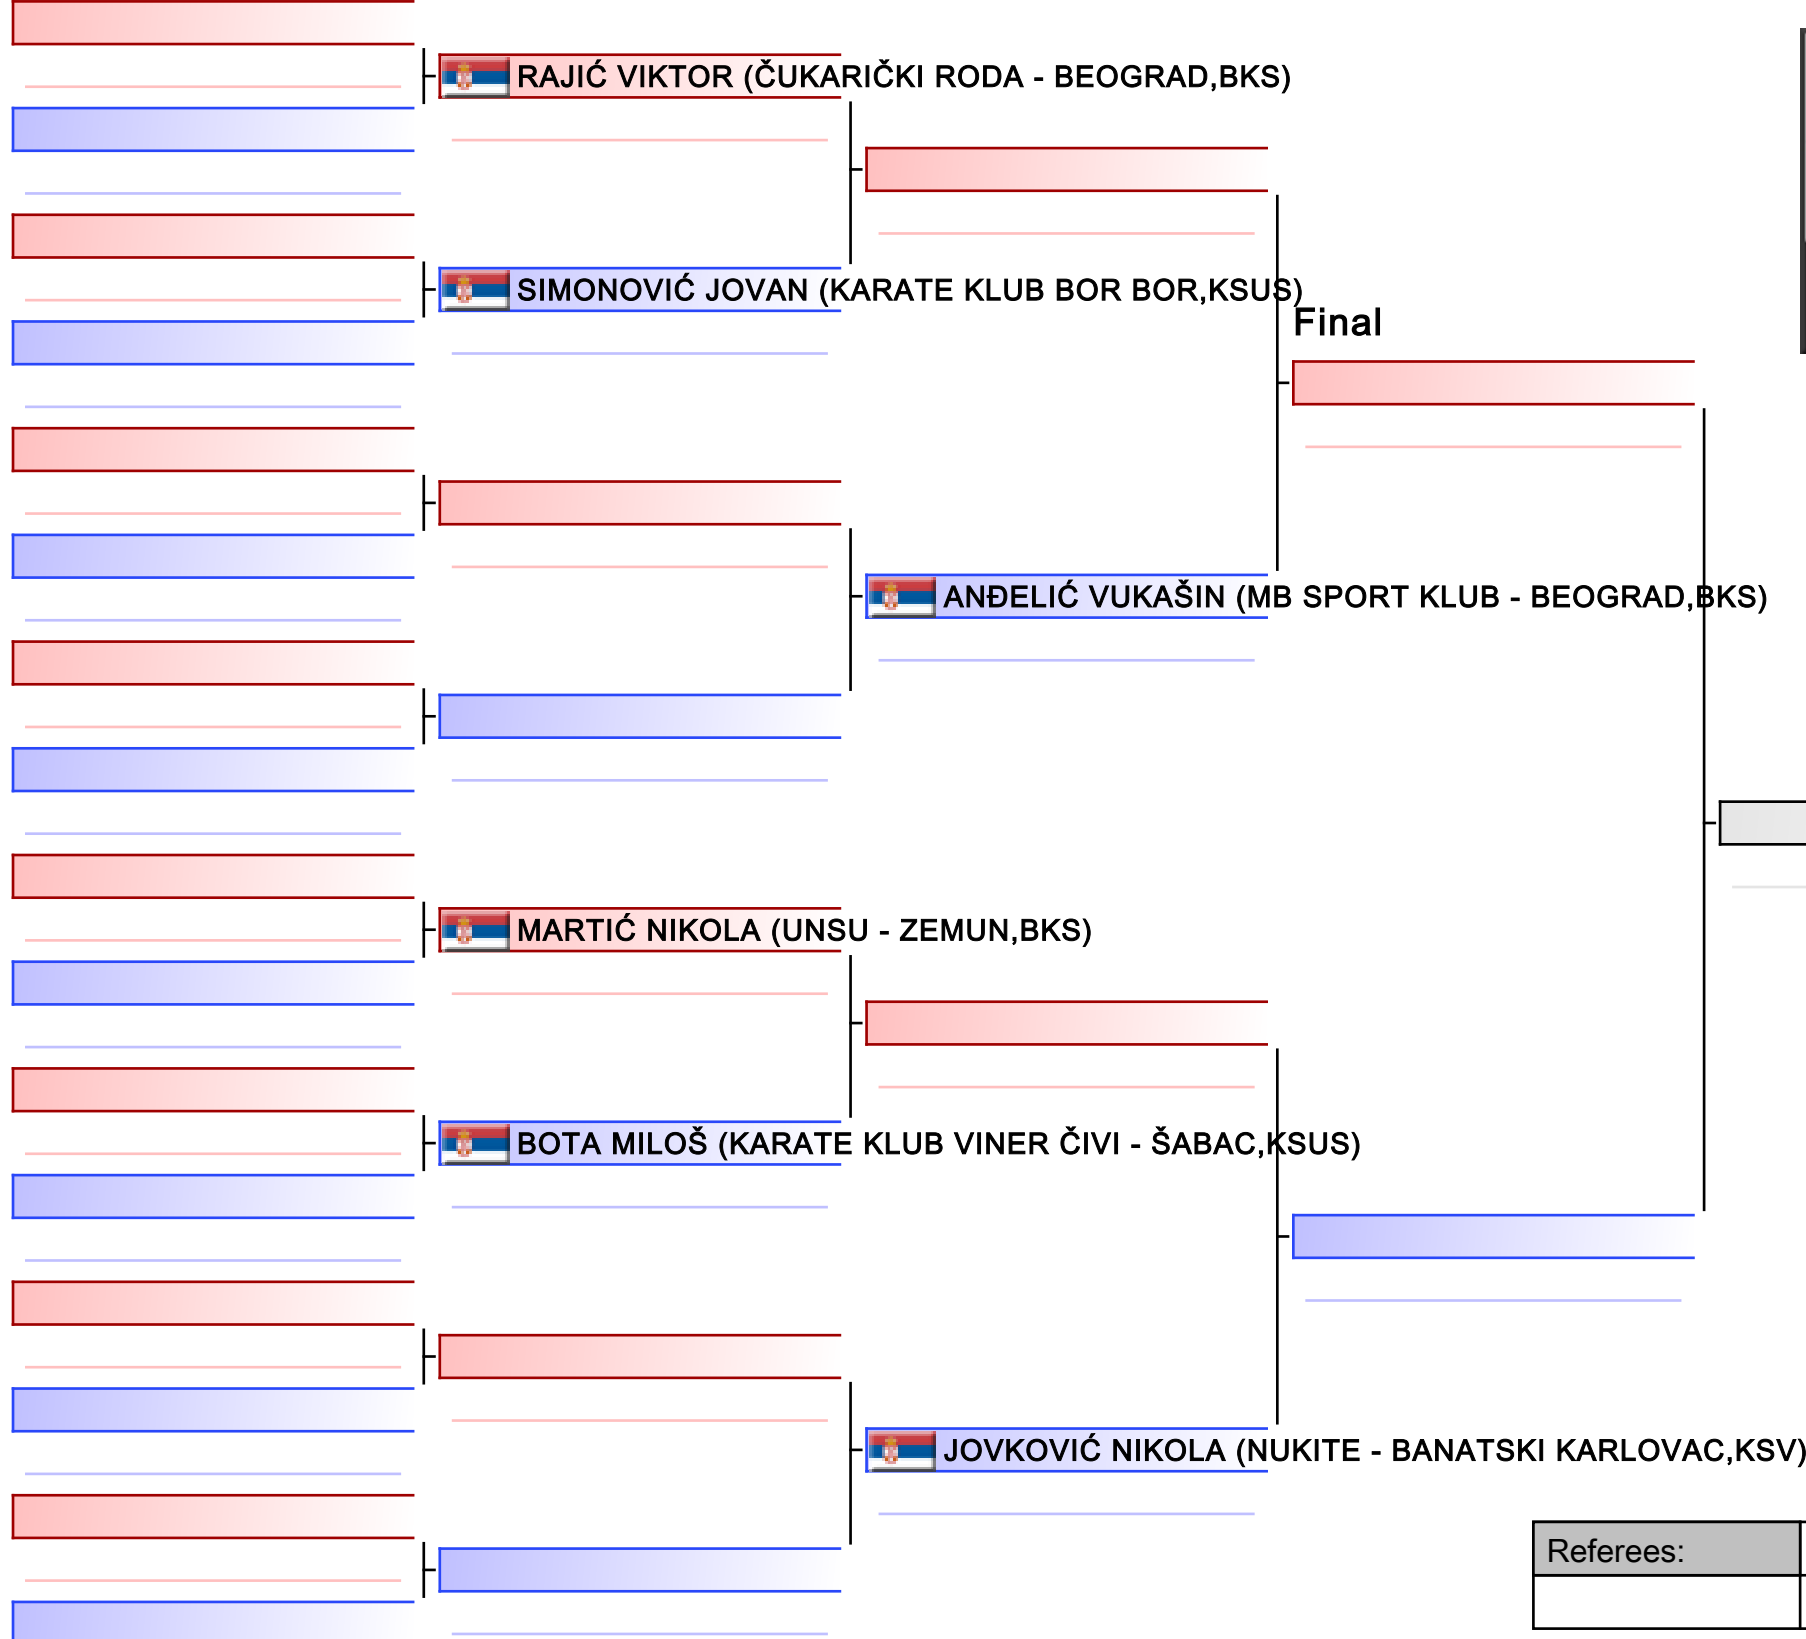 RAJIĆ VIKTOR (ČUKARIČKI RODA - BEOGRAD,BKS)
SIMONOVIĆ JOVAN (KARATE KLUB BOR BOR,KSUS)
Final
ANĐELIĆ VUKAŠIN (MB SPORT KLUB - BEOGRAD,BKS)
MARTIĆ NIKOLA (UNSU - ZEMUN,BKS)
BOTA MILOŠ (KARATE KLUB VINER ČIVI - ŠABAC,KSUS)
JOVKOVIĆ NIKOLA (NUKITE - BANATSKI KARLOVAC,KSV)
Referees: